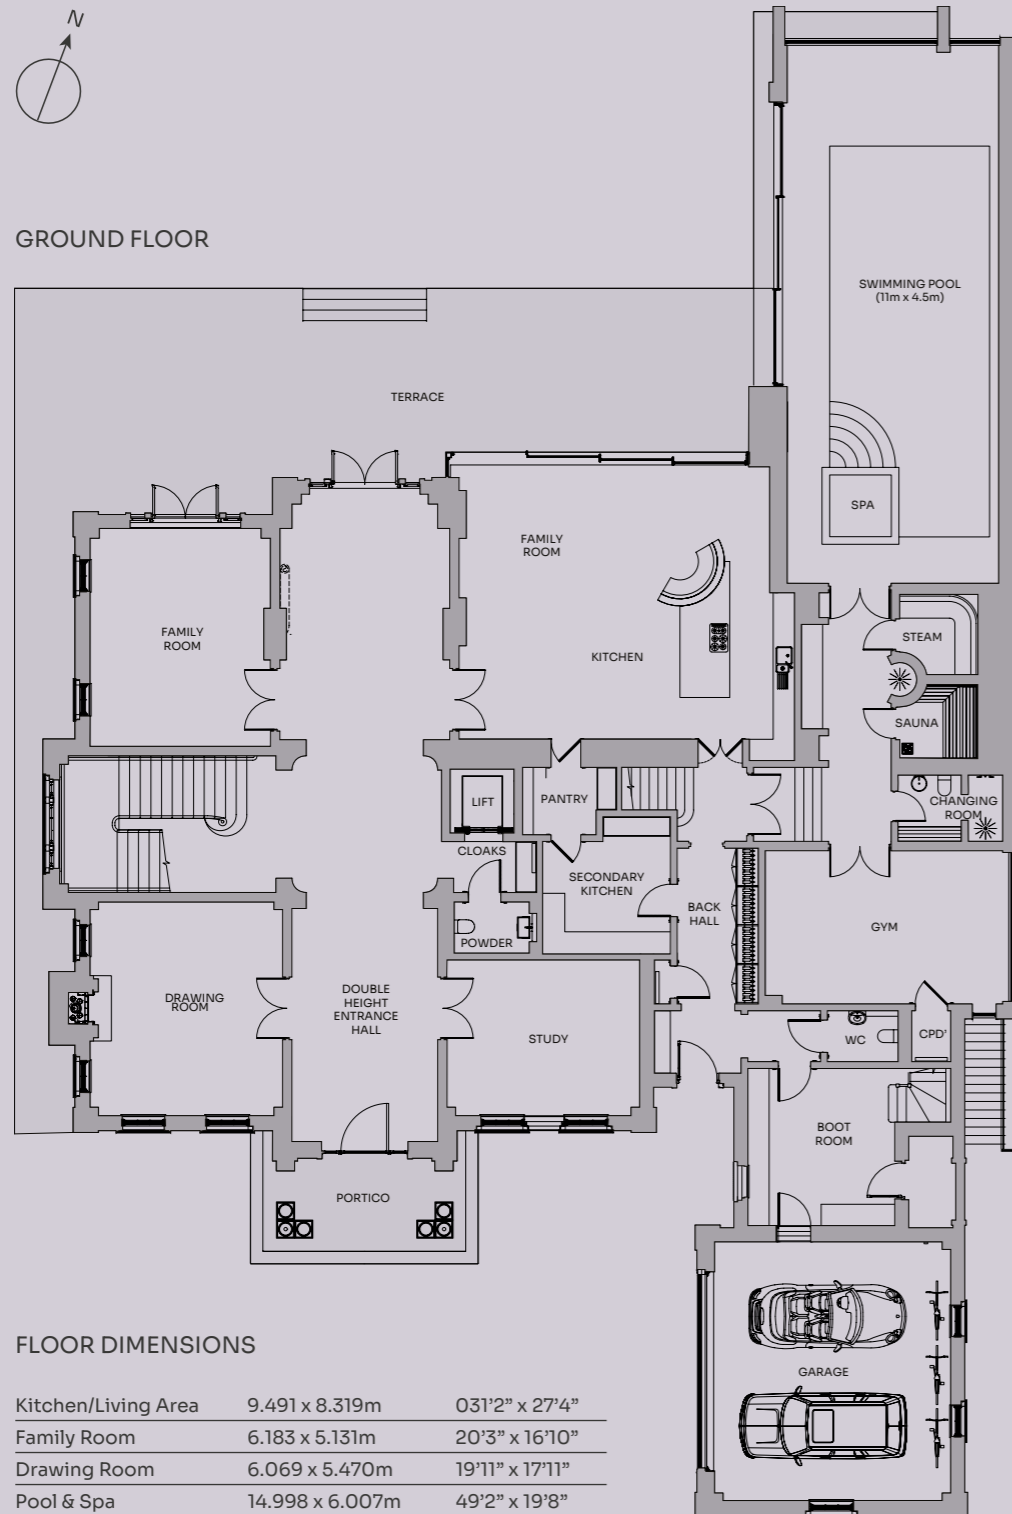 N
GROUND FLOOR
SWIMMING POOL
(11m x 4.5m)
TERRACE
SPA
FAMILY
ROOM
FAMILY
ROOM
KITCHEN
STEAM
SAUNA
LIFT
PANTRY
CHANGING
ROOM
CLOAKS
SECONDARY
KITCHEN
BACK
HALL
GYM
POWDER
DRAWING
ROOM
DOUBLE
HEIGHT
ENTRANCE
HALL
STUDY
WC
CPD'
BOOT
ROOM
PORTICO
GARAGE
FLOOR DIMENSIONS
Kitchen/Living Area 9.491 x 8.319m 031’2” x 27’4”
Family Room 6.183 x 5.131m 20’3” x 16’10”
Drawing Room 6.069 x 5.470m 19’11” x 17’11”
Pool & Spa 14.998 x 6.007m 49’2” x 19’8”